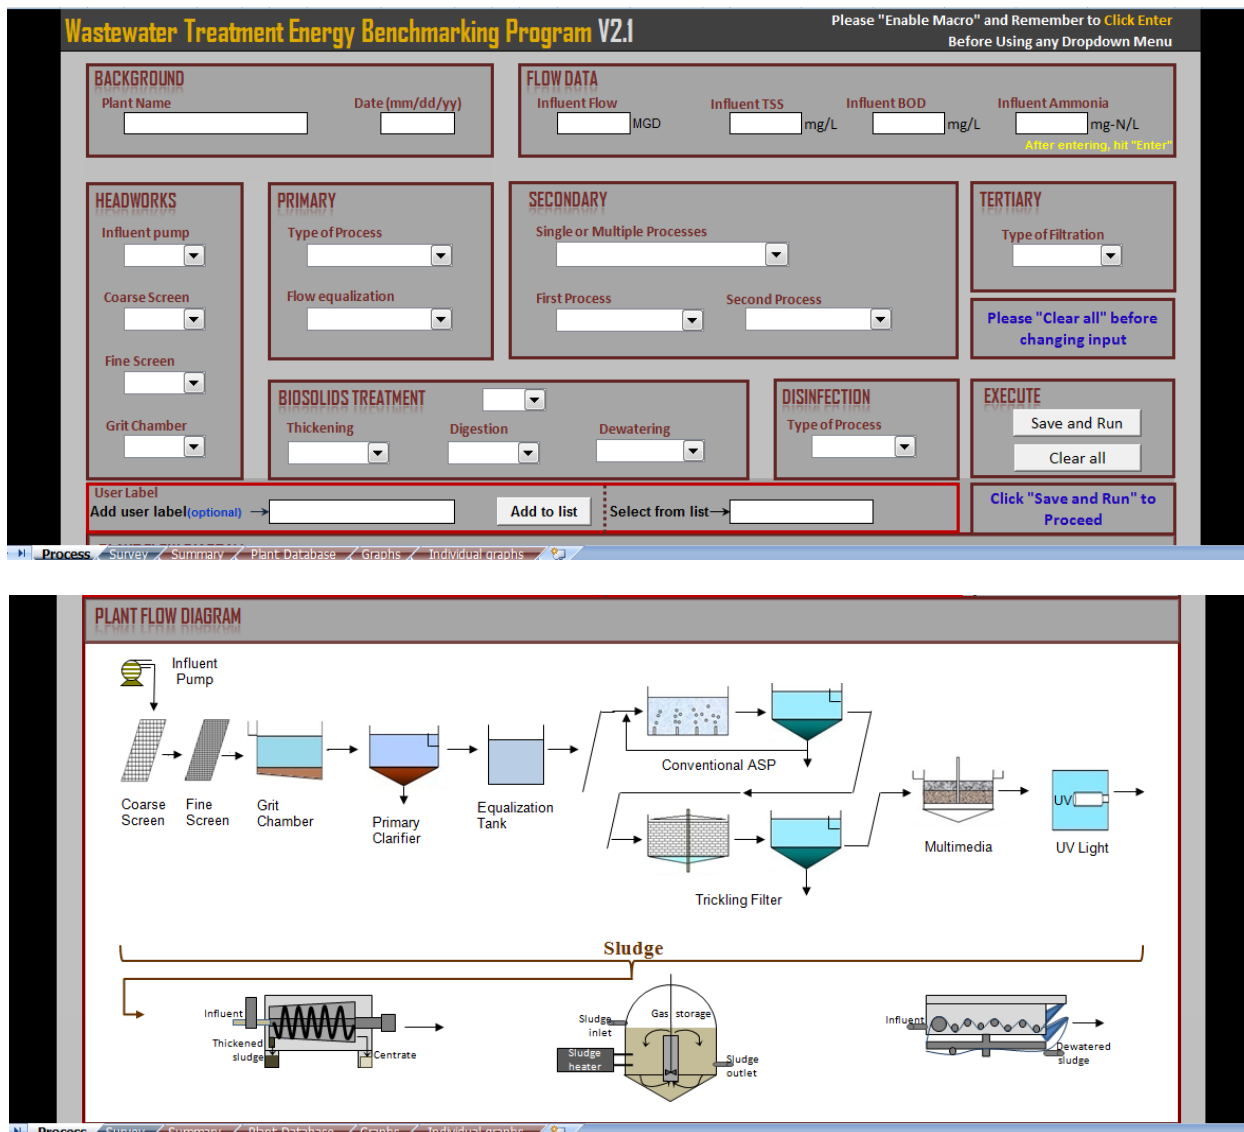 Wastewater Treatment Energy Benchmarking Program V2.1
Please "Enable Macro" and Remember to Click Enter
Before Using any Dropdown Menu
BACKGROUND
Plant Name
Date (mm/dd/yy)
FLOW DATA
Influent Flow
Influent TSS
Influent BOD
Influent Ammonia
MGD
mg/L
mg/L
mg-N/L
After entering, hit "Enter"
HEADWORKS
Influent pump
Coarse Screen
Fine Screen
Grit Chamber
PRIMARY
Type of Process
Flow equalization
SECONDARY
Single or Multiple Processes
First Process
Second Process
TERTIARY
Type of Filtration
Please "Clear all" before
changing input
BIOSOLIDS TREATMENT
Thickening
Digestion
Dewatering
DISINFECTION
Type of Process
EXECUTE
Save and Run
Clear all
User Label
Add user label(optional)
Add to list
Select from list
Click "Save and Run" to
Proceed
Process
Survey
Summary
Plant Database
Graphs
Individual graphs
PLANT FLOW DIAGRAM
Influent
Pump
Coarse
Screen
Fine
Screen
Grit
Chamber
Primary
Clarifier
Equalization
Tank
Conventional ASP
Trickling Filter
Multimedia
UV
UV Light
Sludge
Influent
Thickened
sludge
Centrate
Sludge
inlet
Gas storage
Sludge
heater
Sludge
outlet
Influent
Dewatered
sludge
Process
Survey
Summary
Plant Database
Graphs
Individual graphs